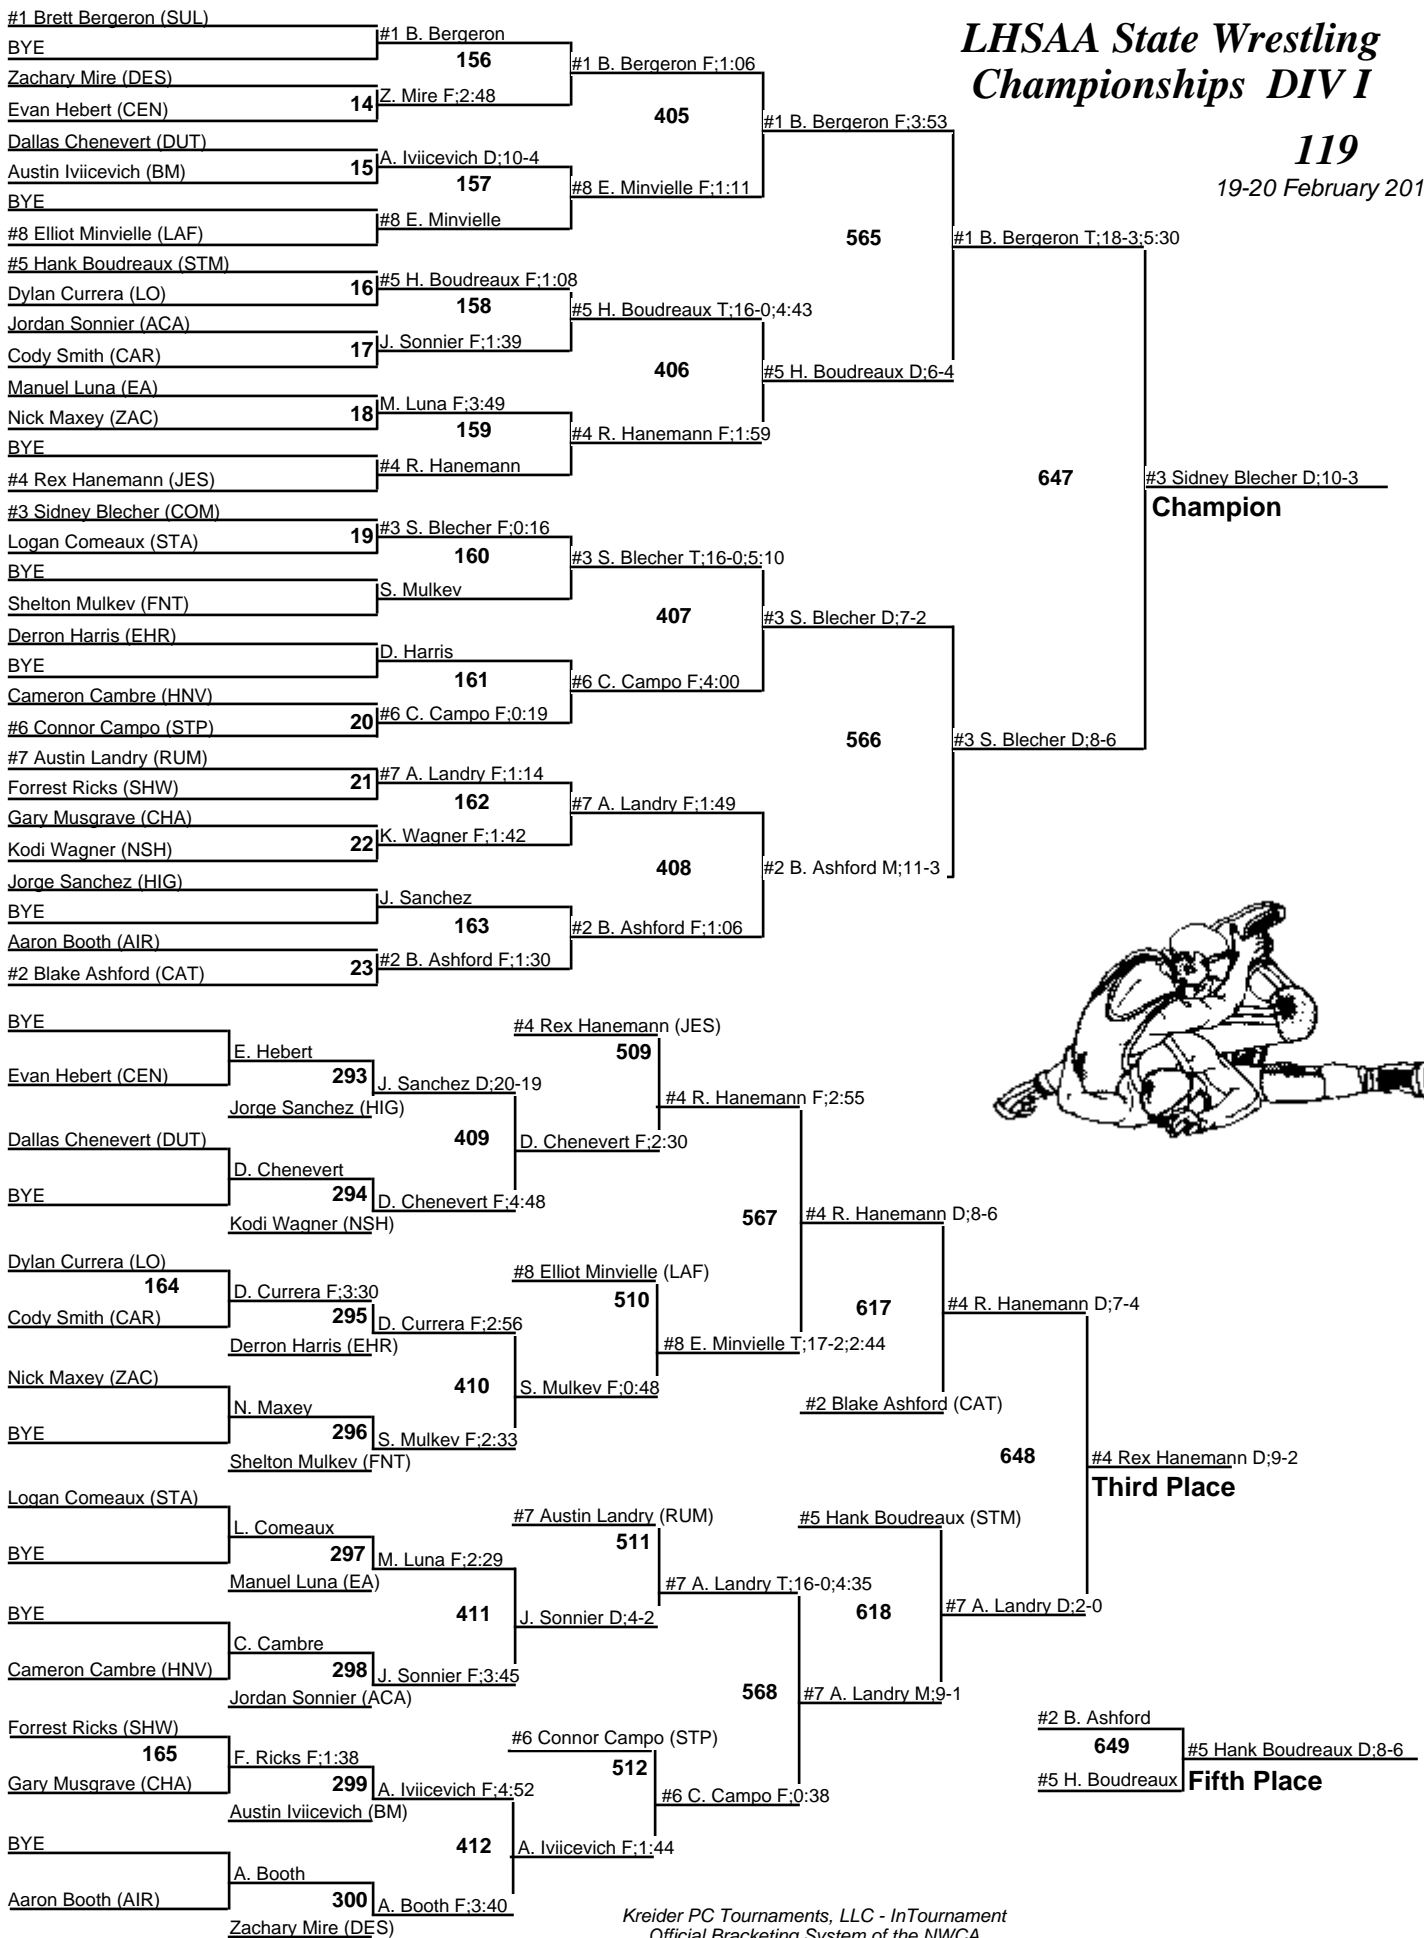 LHSAA State Wrestling
Championships DIV I
119
19-20 February 201
#1 Brett Bergeron (SUL)
BYE
Zachary Mire (DES)
Evan Hebert (CEN)
Dallas Chenevert (DUT)
Austin Iviicevich (BM)
BYE
#8 Elliot Minvielle (LAF)
#5 Hank Boudreaux (STM)
Dylan Currera (LO)
Jordan Sonnier (ACA)
Cody Smith (CAR)
Manuel Luna (EA)
Nick Maxey (ZAC)
BYE
#4 Rex Hanemann (JES)
#3 Sidney Blecher (COM)
Logan Comeaux (STA)
BYE
Shelton Mulkev (FNT)
Derron Harris (EHR)
BYE
Cameron Cambre (HNV)
#6 Connor Campo (STP)
#7 Austin Landry (RUM)
Forrest Ricks (SHW)
Gary Musgrave (CHA)
Kodi Wagner (NSH)
Jorge Sanchez (HIG)
BYE
Aaron Booth (AIR)
#2 Blake Ashford (CAT)
14
15
16
17
18
19
20
21
22
23
#1 B. Bergeron
156
Z. Mire F;2:48
A. Iviicevich D;10-4
157
#8 E. Minvielle
#5 H. Boudreaux F;1:08
158
J. Sonnier F;1:39
M. Luna F;3:49
159
#4 R. Hanemann
#3 S. Blecher F;0:16
160
S. Mulkev
D. Harris
161
#6 C. Campo F;0:19
#7 A. Landry F;1:14
162
K. Wagner F;1:42
J. Sanchez
163
#2 B. Ashford F;1:30
#1 B. Bergeron F;1:06
405
#8 E. Minvielle F;1:11
#5 H. Boudreaux T;16-0;4:43
406
#4 R. Hanemann F;1:59
#3 S. Blecher T;16-0;5:10
407
#6 C. Campo F;4:00
#7 A. Landry F;1:49
408
#2 B. Ashford F;1:06
#1 B. Bergeron F;3:53
565
#5 H. Boudreaux D;6-4
#3 S. Blecher D;7-2
566
#2 B. Ashford M;11-3
#1 B. Bergeron T;18-3;5:30
647
#3 S. Blecher D;8-6
#3 Sidney Blecher D;10-3
Champion
BYE
Evan Hebert (CEN)
Dallas Chenevert (DUT)
BYE
Dylan Currera (LO)
164
Cody Smith (CAR)
Nick Maxey (ZAC)
BYE
Logan Comeaux (STA)
BYE
BYE
Cameron Cambre (HNV)
Forrest Ricks (SHW)
165
Gary Musgrave (CHA)
BYE
Aaron Booth (AIR)
E. Hebert
293
Jorge Sanchez (HIG)
D. Chenevert
294
Kodi Wagner (NSH)
D. Currera F;3:30
295
Derron Harris (EHR)
N. Maxey
296
Shelton Mulkev (FNT)
L. Comeaux
297
Manuel Luna (EA)
C. Cambre
298
Jordan Sonnier (ACA)
F. Ricks F;1:38
299
Austin Iviicevich (BM)
A. Booth
300
Zachary Mire (DES)
J. Sanchez D;20-19
409
D. Chenevert F;4:48
D. Currera F;2:56
410
S. Mulkev F;2:33
M. Luna F;2:29
411
J. Sonnier F;3:45
A. Iviicevich F;4:52
412
A. Booth F;3:40
#4 Rex Hanemann (JES)
509
D. Chenevert F;2:30
#8 Elliot Minvielle (LAF)
510
S. Mulkev F;0:48
#7 Austin Landry (RUM)
511
J. Sonnier D;4-2
#6 Connor Campo (STP)
512
A. Iviicevich F;1:44
#4 R. Hanemann F;2:55
567
#8 E. Minvielle T;17-2;2:44
#7 A. Landry T;16-0;4:35
568
#6 C. Campo F;0:38
#4 R. Hanemann D;8-6
617
#2 Blake Ashford (CAT)
#5 Hank Boudreaux (STM)
618
#7 A. Landry M;9-1
#4 R. Hanemann D;7-4
648
#7 A. Landry D;2-0
#4 Rex Hanemann D;9-2
Third Place
#2 B. Ashford
649
#5 H. Boudreaux
#5 Hank Boudreaux D;8-6
Fifth Place
Kreider PC Tournaments, LLC - InTournament
Official Bracketing System of the NWCA